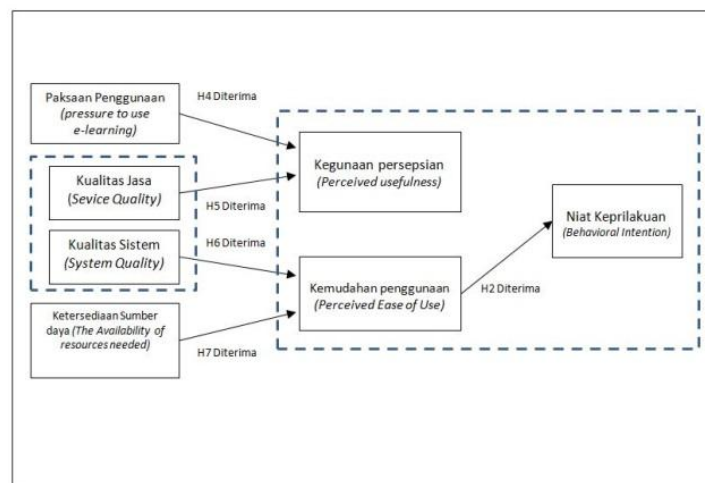 Paksaan Penggunaan
(pressure to use
e-learning)
H4 Diterima
Kualitas Jasa
(Sevice Quality)
H5 Diterima
Kualitas Sistem
(System Quality)
H6 Diterima
Ketersediaan Sumber
daya (The Availability of
resources needed)
H7 Diterima
Kegunaan persepsian
(Perceived usefulness)
Kemudahan penggunaan
(Perceived Ease of Use)
H2 Diterima
Niat Keprilakuan
(Behavioral Intention)